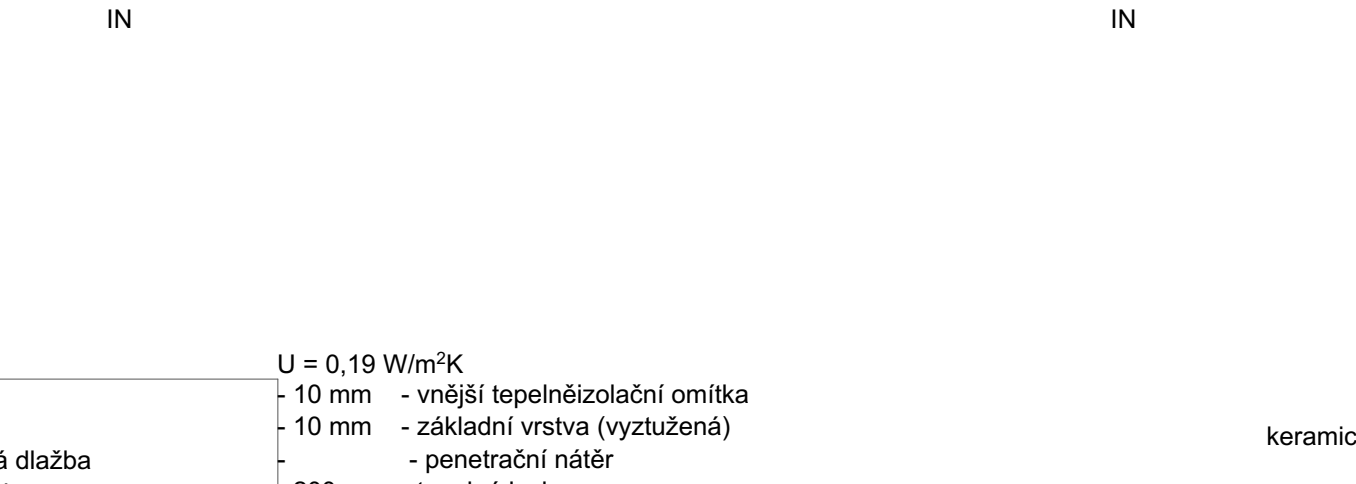 IN
IN
U = 0,19 W/m²K
- 10 mm - vnější tepelněizolační omítka
- 10 mm - základní vrstva (vyztužená)
keramic
á dlažba
- - penetrační nátěr